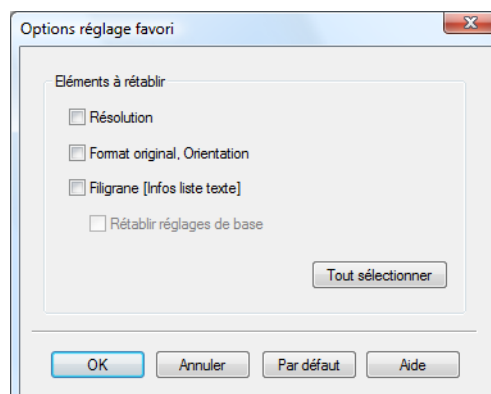 Options réglage favori
Eléments à rétablir
Résolution
Format original, Orientation
Filigrane [Infos liste texte]
Rétablir réglages de base
Tout sélectionner
OK Annuler Par défaut Aide